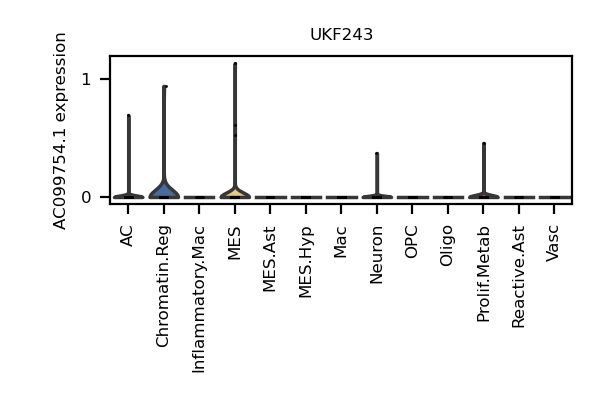 UKF243
AC099754.1 expression
1
0
AC
Chromatin.Reg
Inflammatory.Mac
MES
MES.Ast
MES.Hyp
Mac
Neuron
OPC
Oligo
Prolif.Metab
Reactive.Ast
Vasc